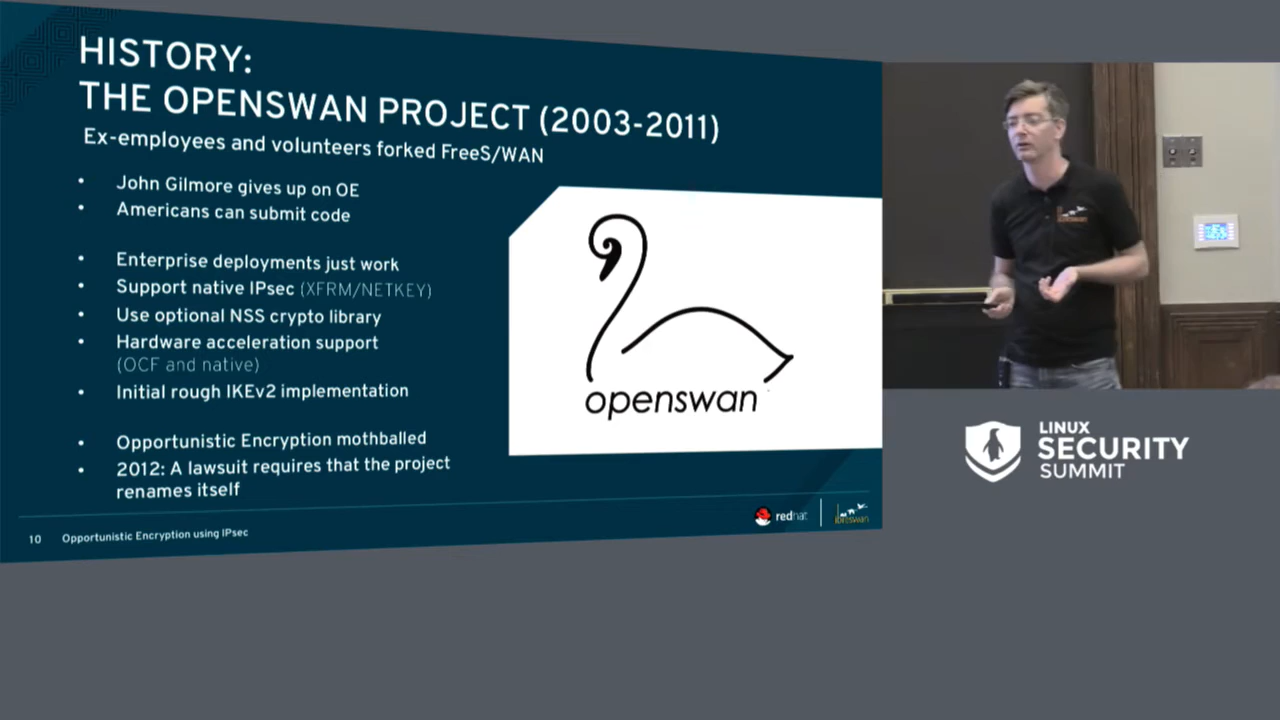 HISTORY:
THE OPENSWAN PROJECT (2003-2011)
Ex-employees and volunteers forked FreeS/WAN
• John Gilmore gives up on OE
• Americans can submit code
• Enterprise deployments just work
• Support native IPsec (XFRM/NETKEY)
• Use optional NSS crypto library
• Hardware acceleration support
(OCF and native)
• Initial rough IKEv2 implementation
• Opportunistic Encryption mothballed
• 2012: A lawsuit requires that the project
renames itself
openswan
10 Opportunistic Encryption using IPsec
redhat
libreswan
LINUX
SECURITY
SUMMIT